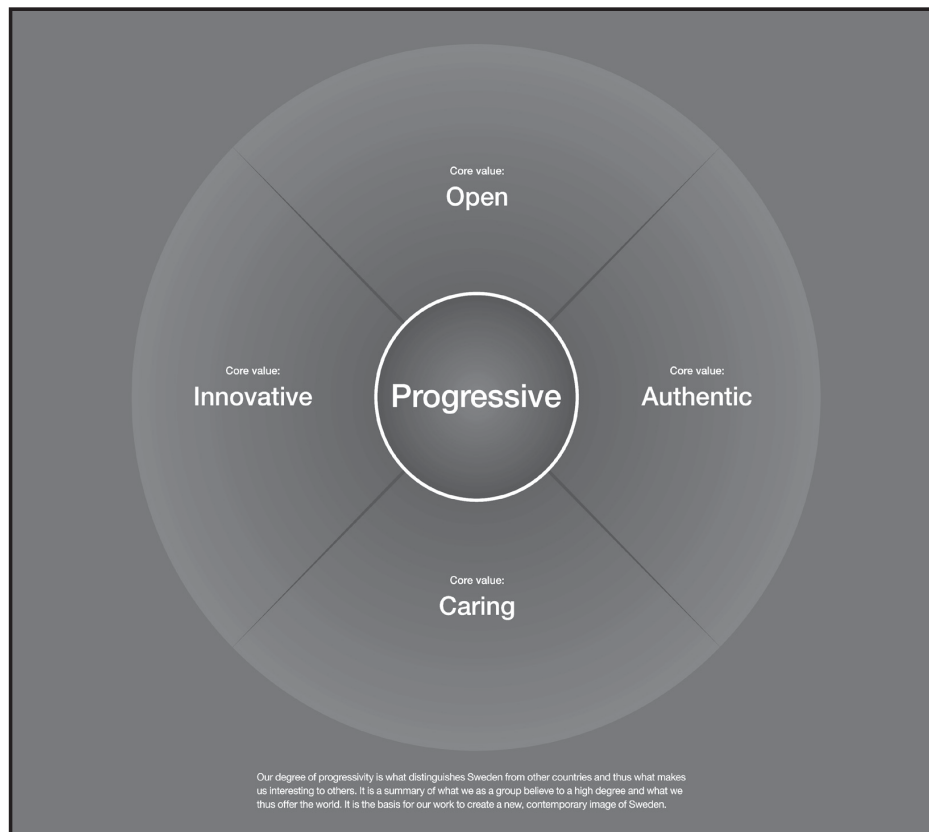 Core value:
Open
Core value:
Innovative
Progressive
Core value:
Authentic
Core value:
Caring
Our degree of progressivity is what distinguishes Sweden from other countries and thus what makes
us interesting to others. It is a summary of what we as a group believe to a high degree and what we
thus offer the world. It is the basis for our work to create a new, contemporary image of Sweden.